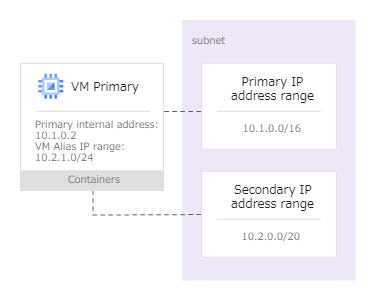 subnet
VM Primary
Primary internal address:
10.1.0.2
VM Alias IP range:
10.2.1.0/24
Containers
Primary IP
address range
10.1.0.0/16
Secondary IP
address range
10.2.0.0/20